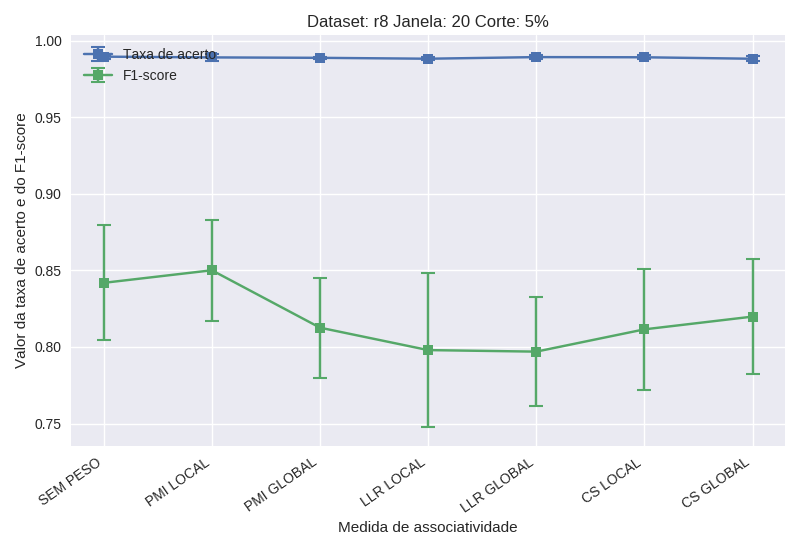 Dataset: r8 Janela: 20 Corte: 5%
Taxa de acerto
F1-score
Valor da taxa de acerto e do F1-score
1.00
0.95
0.90
0.85
0.80
0.75
SEM PESO
PMI LOCAL
PMI GLOBAL
LLR LOCAL
LLR GLOBAL
CS LOCAL
CS GLOBAL
Medida de associatividade